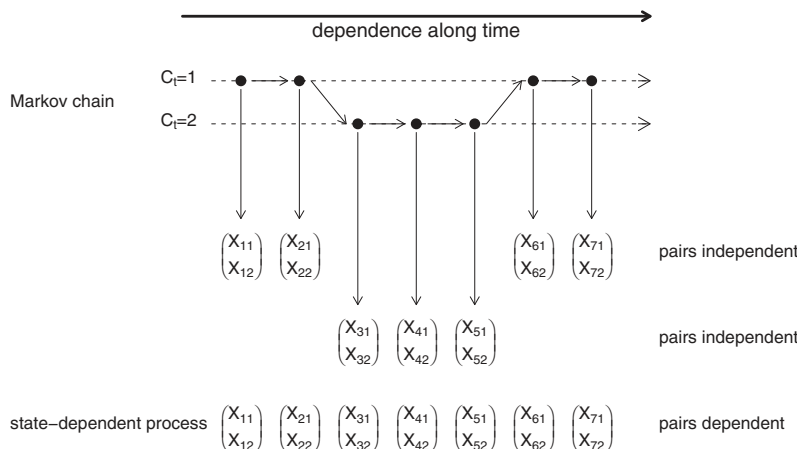 dependence along time
Cₜ=1
Markov chain
Cₜ=2
X₁₁ X₂₁ X₆₁ X₇₁
pairs independent
X₁₂ X₂₂ X₆₂ X₇₂
X₃₁ X₄₁ X₅₁
pairs independent
X₃₂ X₄₂ X₅₂
X₁₁ X₂₁ X₃₁ X₄₁ X₅₁ X₆₁ X₇₁
state−dependent process pairs dependent
X₁₂ X₂₂ X₃₂ X₄₂ X₅₂ X₆₂ X₇₂